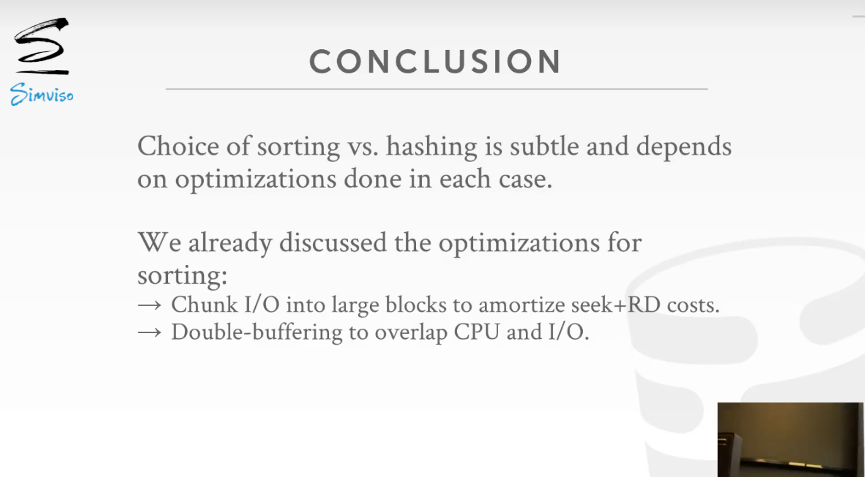 Simviso
CONCLUSION
Choice of sorting vs. hashing is subtle and depends
on optimizations done in each case.
We already discussed the optimizations for
sorting:
→ Chunk I/O into large blocks to amortize seek+RD costs.
→ Double-buffering to overlap CPU and I/O.